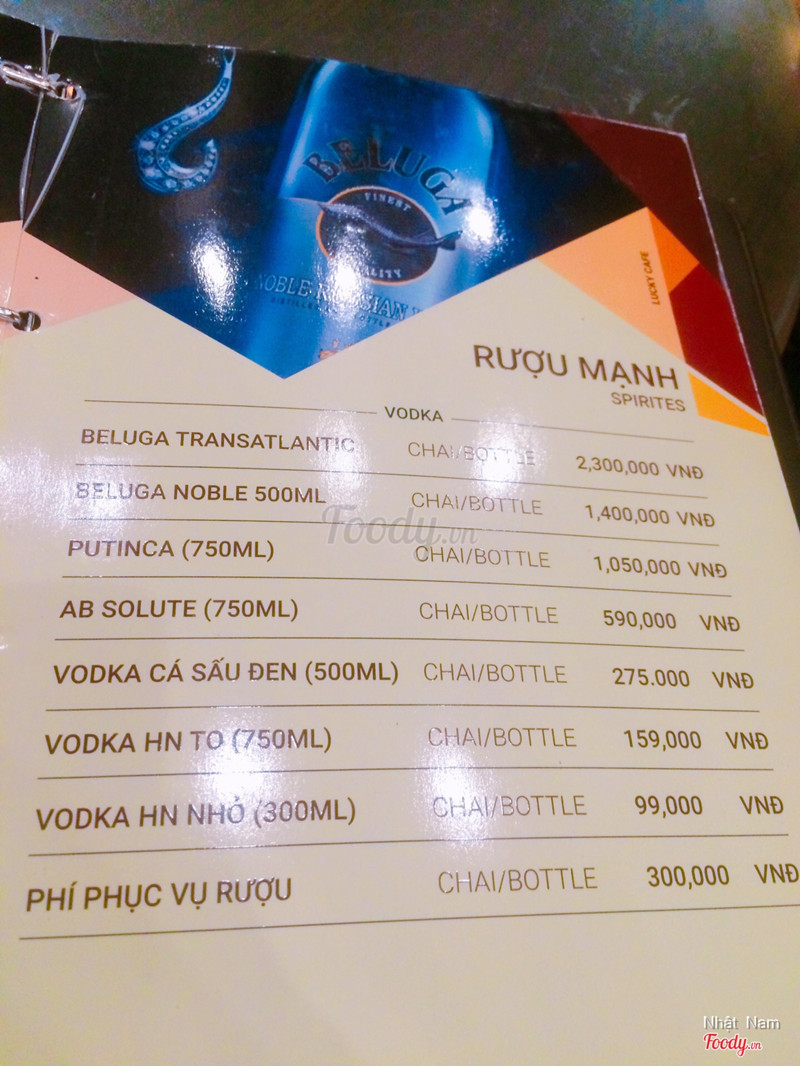 BELUGA
FINEST
QUALITY
NOBLE RUSSIAN
LUCKY CAFE
RƯỢU MẠNH
SPIRITES
VODKA
BELUGA TRANSATLANTIC CHAI/BOTTLE 2,300,000 VNĐ
BELUGA NOBLE 500ML CHAI/BOTTLE 1,400,000 VNĐ
PUTINCA (750ML) CHAI/BOTTLE 1,050,000 VNĐ
AB SOLUTE (750ML) CHAI/BOTTLE 590,000 VNĐ
VODKA CÁ SẤU ĐEN (500ML) CHAI/BOTTLE 275.000 VNĐ
VODKA HN TO (750ML) CHAI/BOTTLE 159,000 VNĐ
VODKA HN NHỎ (300ML) CHAI/BOTTLE 99,000 VNĐ
PHÍ PHỤC VỤ RƯỢU CHAI/BOTTLE 300,000 VNĐ
Foody.vn
Nhật Nam
Foody.vn